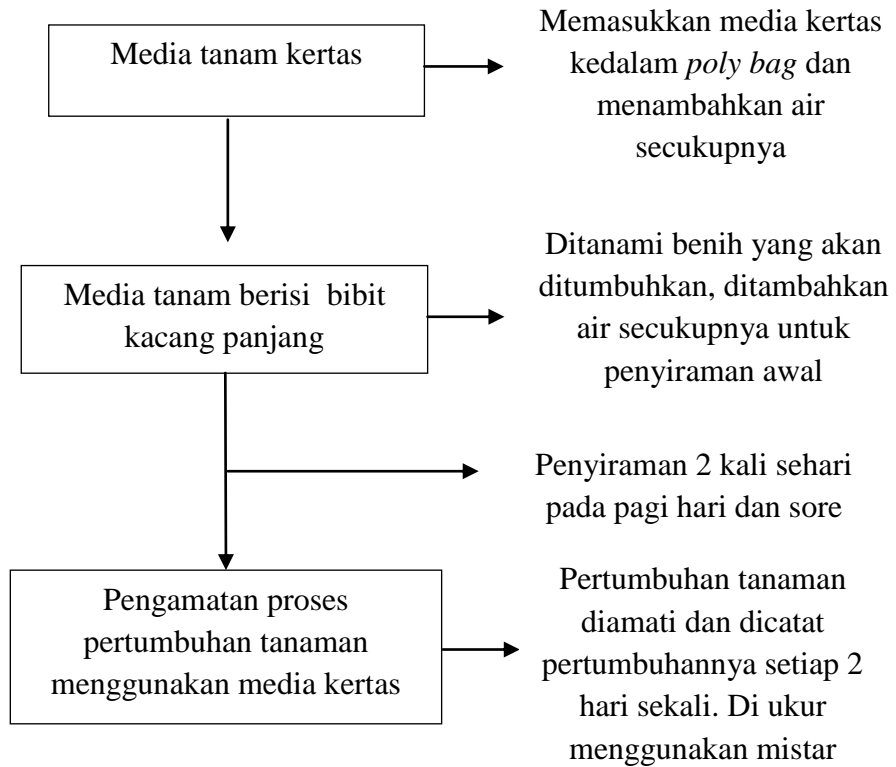 Media tanam kertas
Memasukkan media kertas
kedalam poly bag dan
menambahkan air
secukupnya
Media tanam berisi bibit
kacang panjang
Ditanami benih yang akan
ditumbuhkan, ditambahkan
air secukupnya untuk
penyiraman awal
Penyiraman 2 kali sehari
pada pagi hari dan sore
Pengamatan proses
pertumbuhan tanaman
menggunakan media kertas
Pertumbuhan tanaman
diamati dan dicatat
pertumbuhannya setiap 2
hari sekali. Di ukur
menggunakan mistar